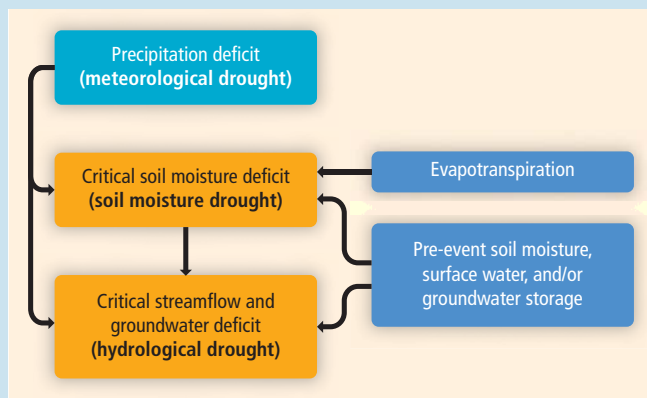 Precipitation deficit
(meteorological drought)
Critical soil moisture deficit
(soil moisture drought)
Evapotranspiration
Pre-event soil moisture,
surface water, and/or
groundwater storage
Critical streamflow and
groundwater deficit
(hydrological drought)